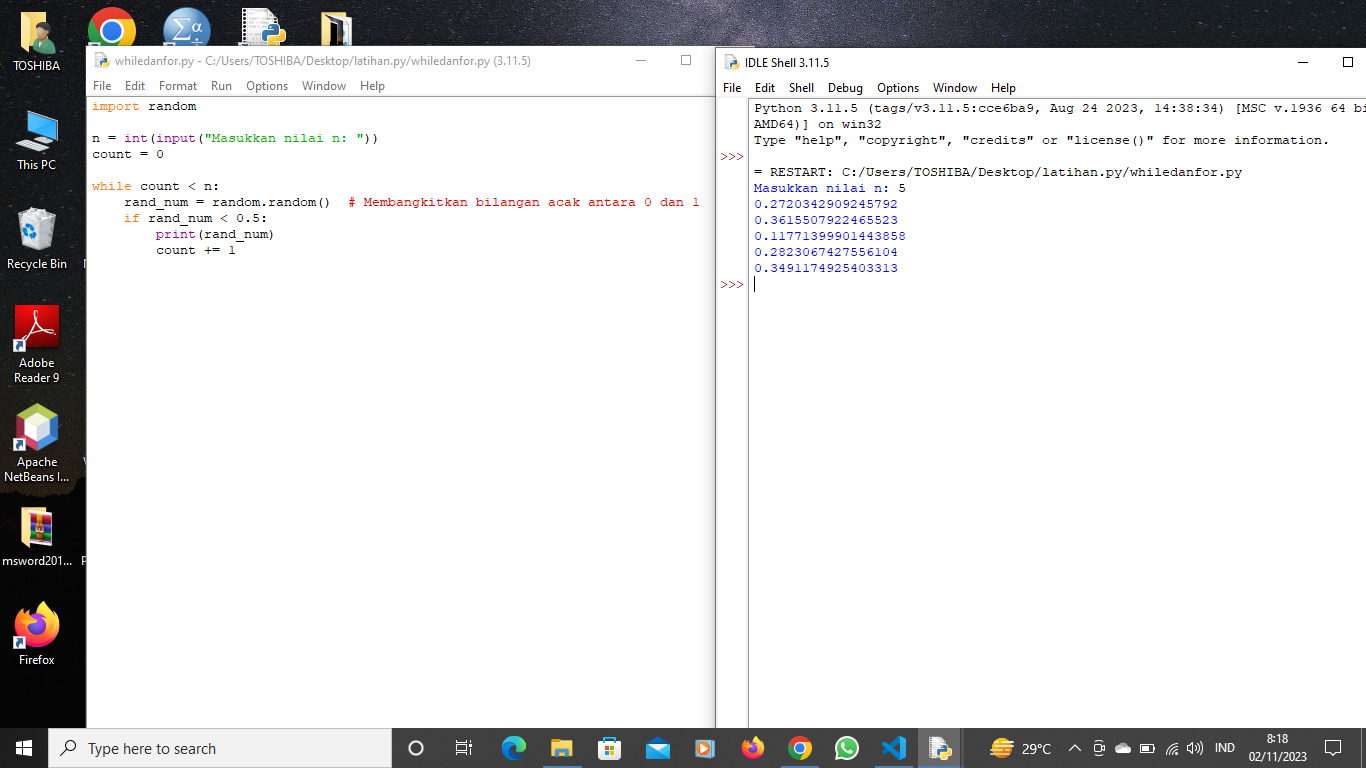 TOSHIBA
This PC
Recycle Bin
Adobe
Reader 9
Apache
NetBeans I...
msword201...
Firefox
whiledanfor.py - C:/Users/TOSHIBA/Desktop/latihan.py/whiledanfor.py (3.11.5)
File Edit Format Run Options Window Help
import random
n = int(input("Masukkan nilai n: "))
count = 0
while count < n:
    rand_num = random.random()  # Membangkitkan bilangan acak antara 0 dan 1
    if rand_num < 0.5:
        print(rand_num)
        count += 1
IDLE Shell 3.11.5
File Edit Shell Debug Options Window Help
Python 3.11.5 (tags/v3.11.5:cce6ba9, Aug 24 2023, 14:38:34) [MSC v.1936 64 bi
AMD64)] on win32
Type "help", "copyright", "credits" or "license()" for more information.
>>>
= RESTART: C:/Users/TOSHIBA/Desktop/latihan.py/whiledanfor.py
Masukkan nilai n: 5
0.2720342909245792
0.3615507922465523
0.11771399901443858
0.2823067427556104
0.3491174925403313
>>>
Type here to search
29°C
IND
8:18
02/11/2023